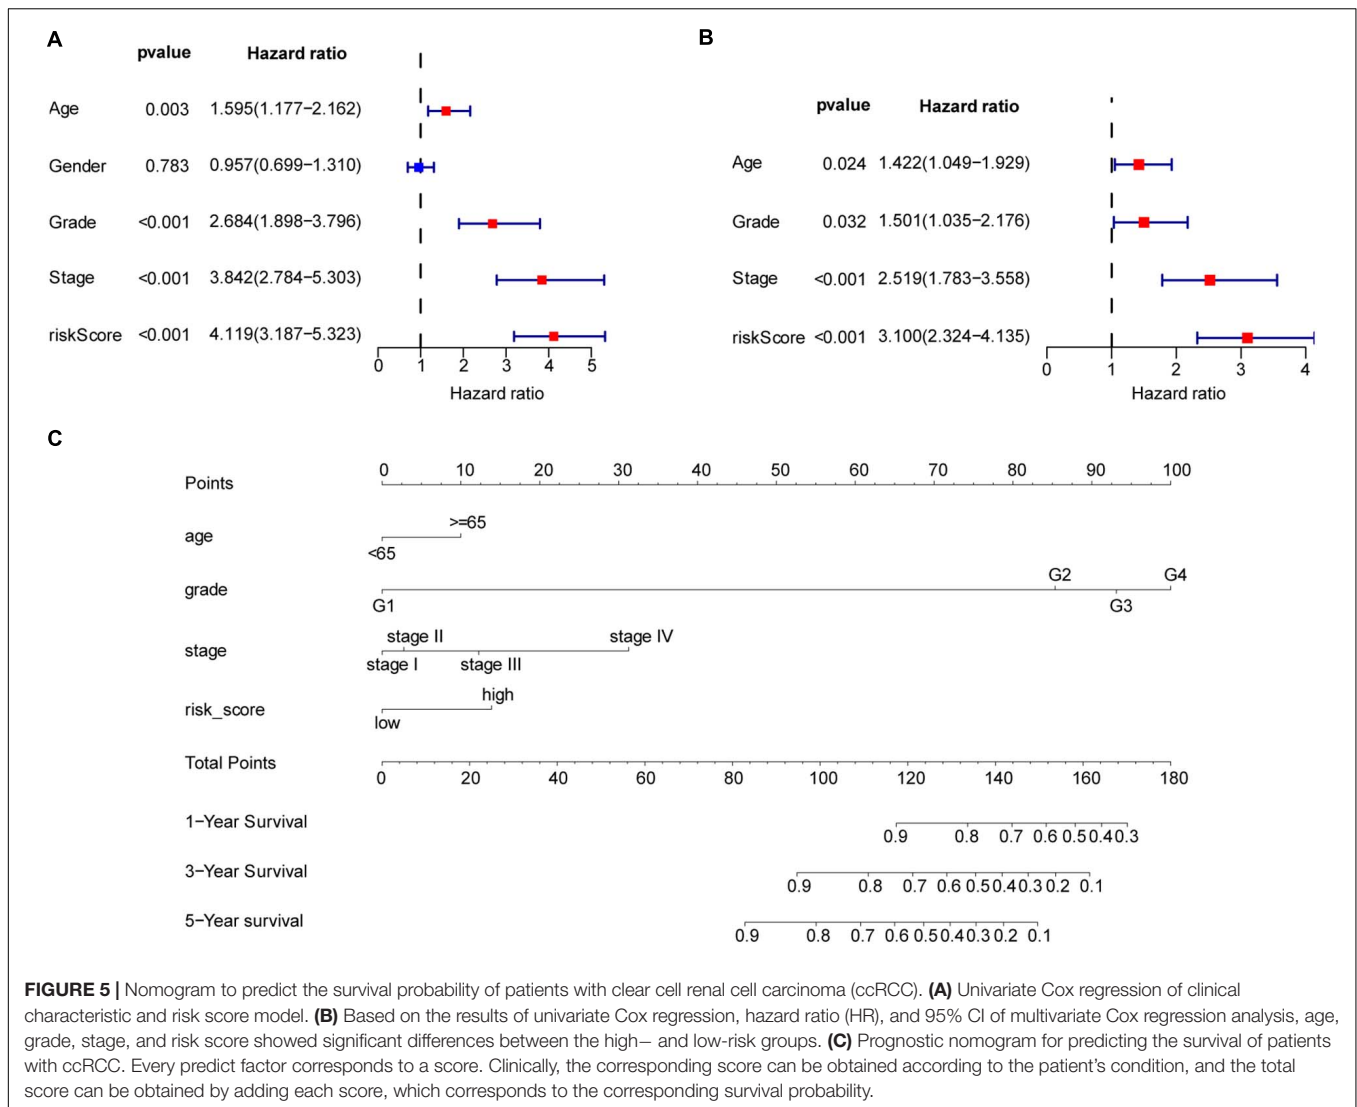 A
pvalue Hazard ratio
Age 0.003 1.595(1.177−2.162)
Gender 0.783 0.957(0.699−1.310)
Grade <0.001 2.684(1.898−3.796)
Stage <0.001 3.842(2.784−5.303)
riskScore <0.001 4.119(3.187−5.323)
0 1 2 3 4 5
Hazard ratio
B
pvalue Hazard ratio
Age 0.024 1.422(1.049−1.929)
Grade 0.032 1.501(1.035−2.176)
Stage <0.001 2.519(1.783−3.558)
riskScore <0.001 3.100(2.324−4.135)
0 1 2 3 4
Hazard ratio
C
Points 0 10 20 30 40 50 60 70 80 90 100
>=65
age
<65
G2 G4
grade
G1 G3
stage II stage IV
stage
stage I stage III
high
risk_score
low
Total Points
0 20 40 60 80 100 120 140 160 180
1−Year Survival
0.9 0.8 0.7 0.6 0.5 0.4 0.3
3−Year Survival
0.9 0.8 0.7 0.6 0.5 0.4 0.3 0.2 0.1
5−Year survival
0.9 0.8 0.7 0.6 0.5 0.4 0.3 0.2 0.1
FIGURE 5 | Nomogram to predict the survival probability of patients with clear cell renal cell carcinoma (ccRCC). (A) Univariate Cox regression of clinical
characteristic and risk score model. (B) Based on the results of univariate Cox regression, hazard ratio (HR), and 95% CI of multivariate Cox regression analysis, age,
grade, stage, and risk score showed significant differences between the high− and low-risk groups. (C) Prognostic nomogram for predicting the survival of patients
with ccRCC. Every predict factor corresponds to a score. Clinically, the corresponding score can be obtained according to the patient's condition, and the total
score can be obtained by adding each score, which corresponds to the corresponding survival probability.